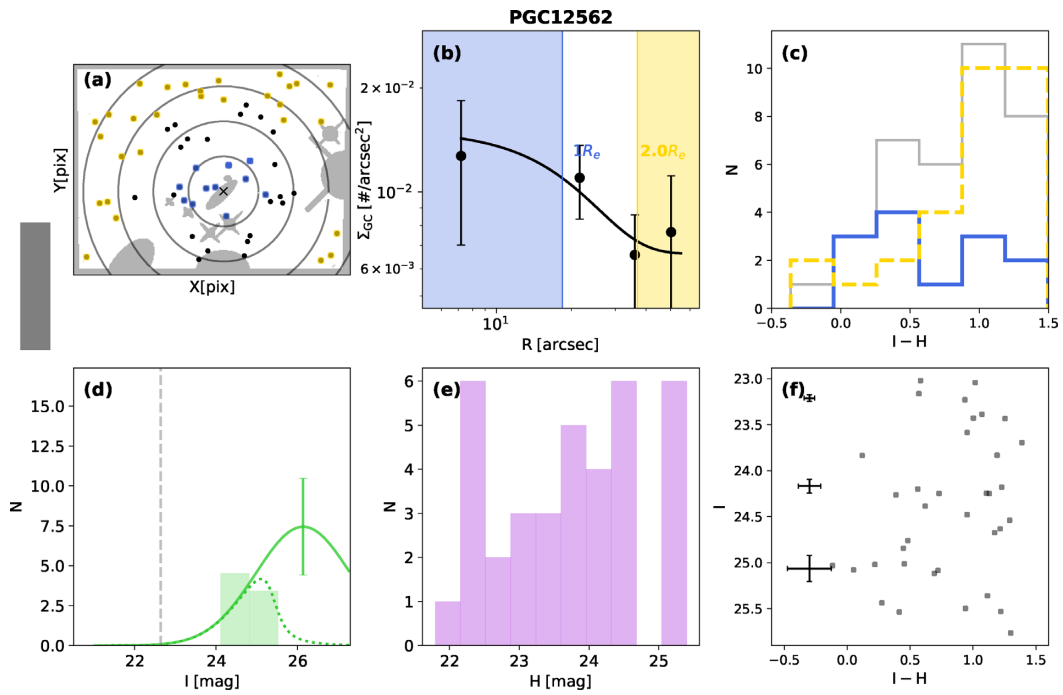 PGC12562
(a)
Y[pix]
X[pix]
(b)
1Rₑ
2.0Rₑ
Σ_GC [#/arcsec²]
2 × 10⁻²
10⁻²
6 × 10⁻³
10¹
R [arcsec]
(c)
N
10
8
6
4
2
0
−0.5 0.0 0.5 1.0 1.5
I − H
(d)
N
17.5
15.0
12.5
10.0
7.5
5.0
2.5
0.0
22 24 26
I [mag]
(e)
N
6
5
4
3
2
1
0
22 23 24 25
H [mag]
(f)
I
23.0
23.5
24.0
24.5
25.0
25.5
−0.5 0.0 0.5 1.0 1.5
I − H